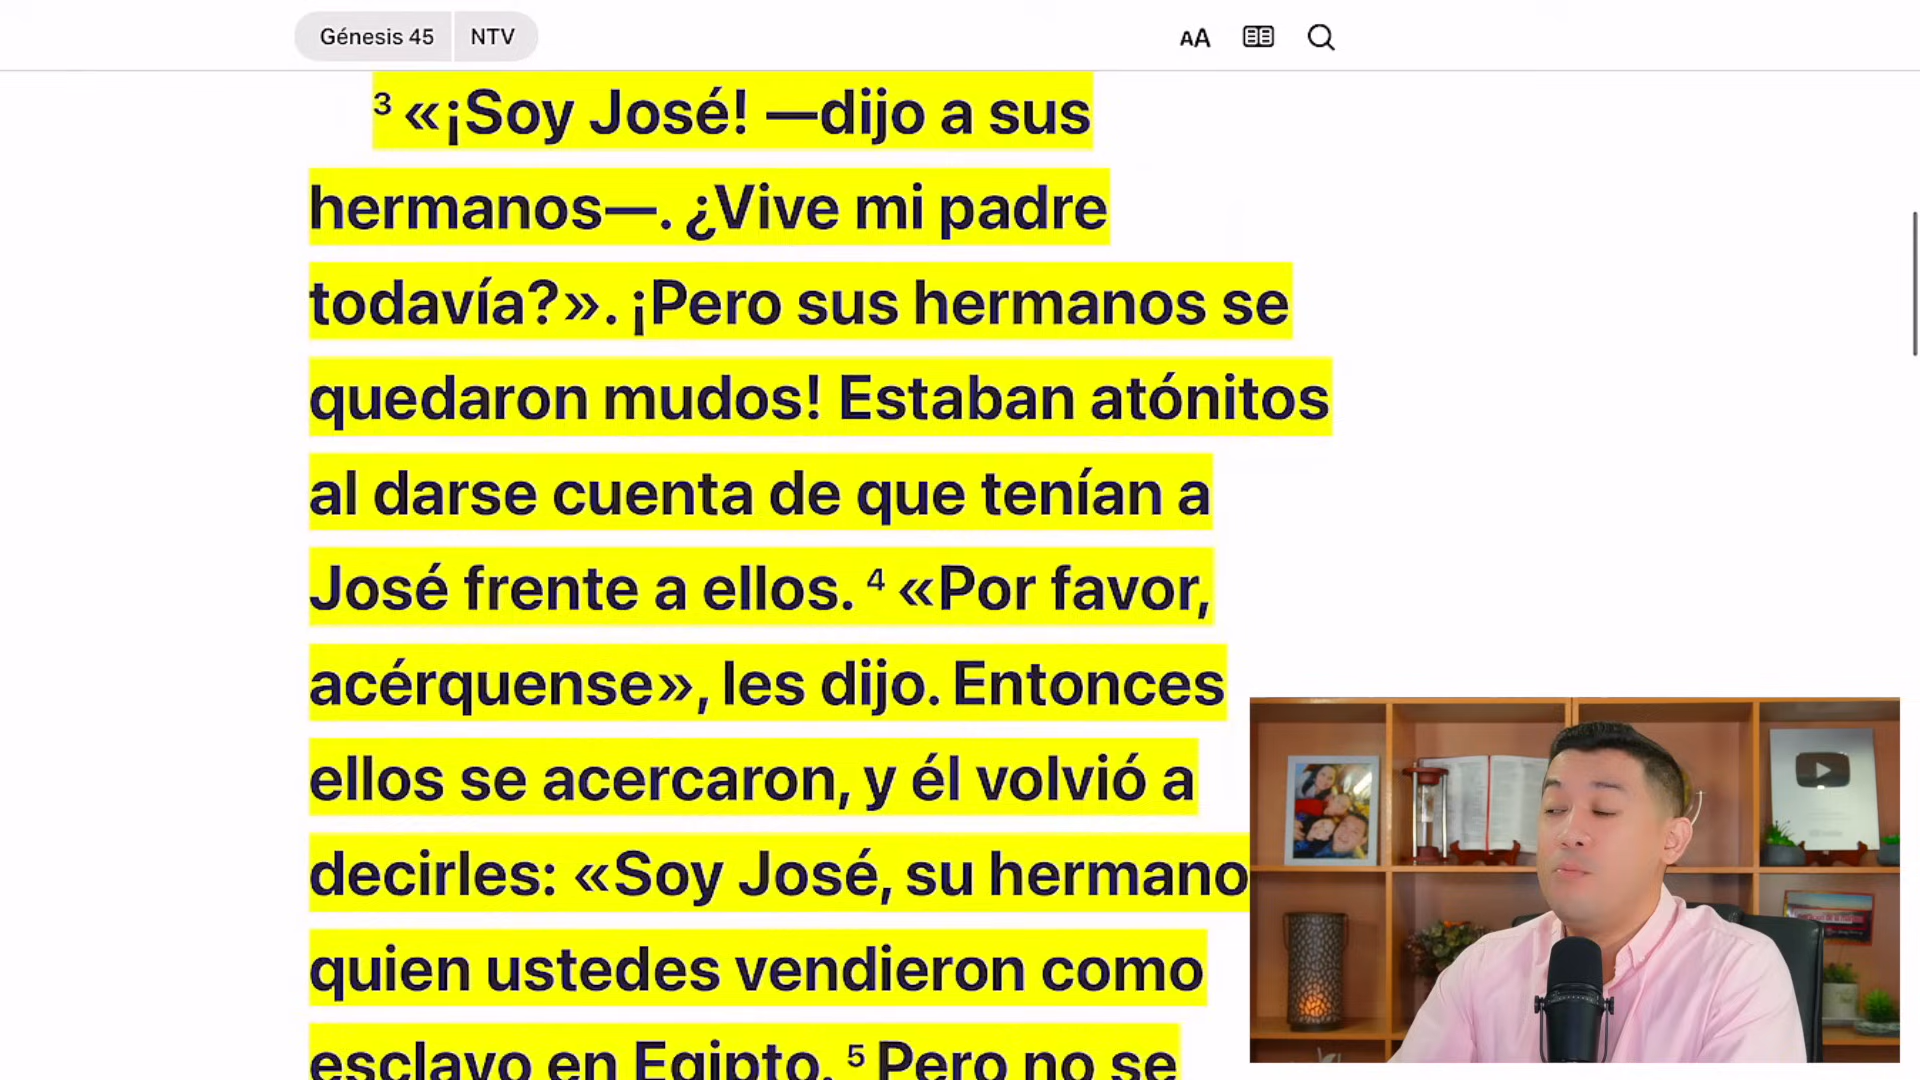 Génesis 45 NTV AA
3 «¡Soy José! —dijo a sus
hermanos—. ¿Vive mi padre
todavía?». ¡Pero sus hermanos se
quedaron mudos! Estaban atónitos
al darse cuenta de que tenían a
José frente a ellos. 4 «Por favor,
acérquense», les dijo. Entonces
ellos se acercaron, y él volvió a
decirles: «Soy José, su hermano
quien ustedes vendieron como
esclavo en Egipto. 5 Pero no se